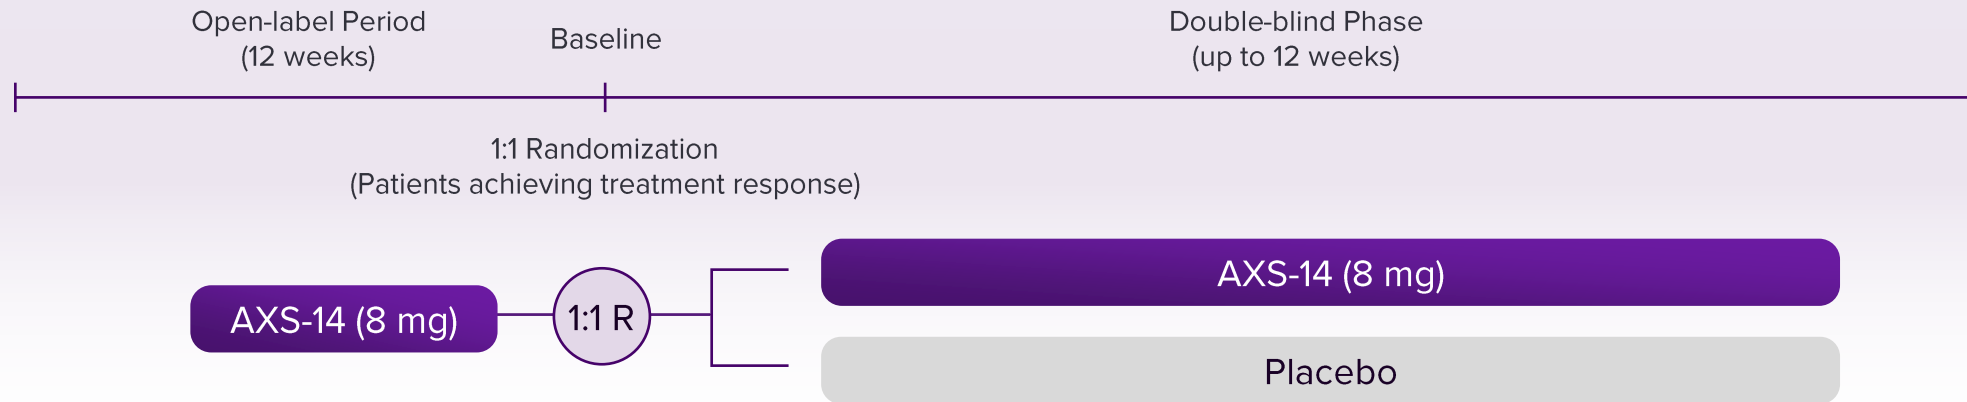 Open-label Period
(12 weeks)
Baseline
Double-blind Phase
(up to 12 weeks)
1:1 Randomization
(Patients achieving treatment response)
AXS-14 (8 mg)
1:1 R
AXS-14 (8 mg)
Placebo